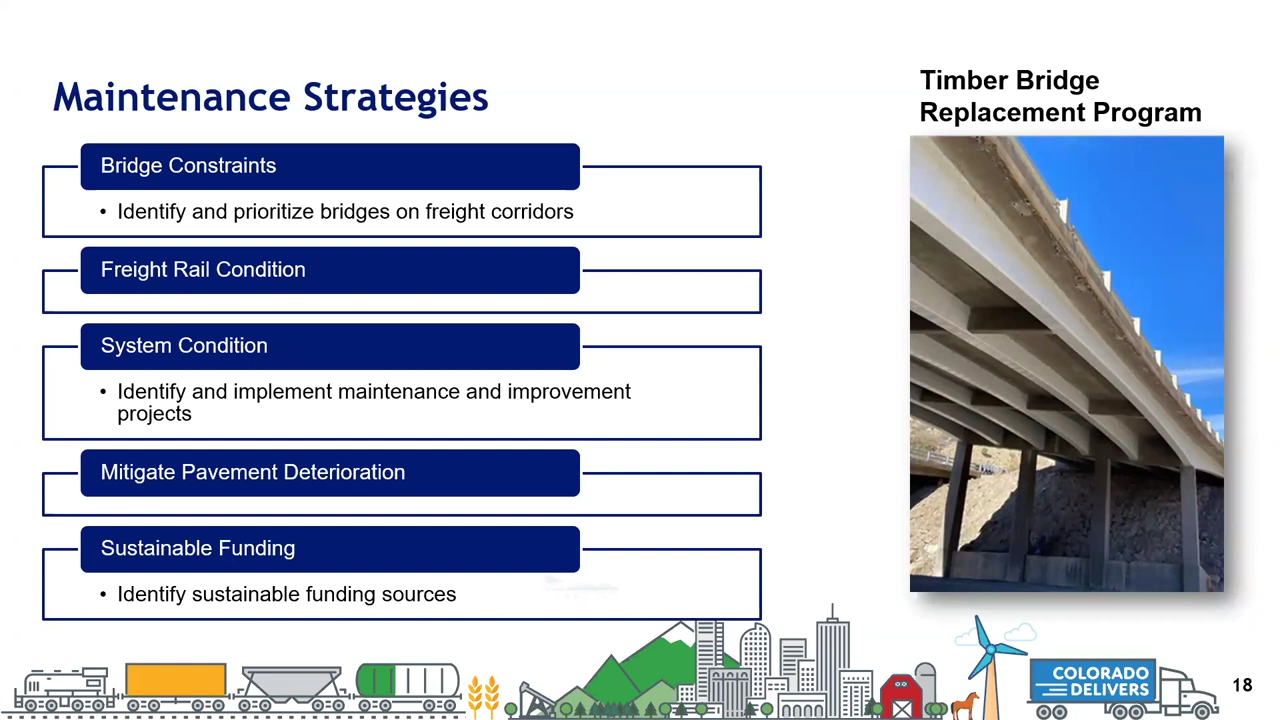 Maintenance Strategies
Bridge Constraints
• Identify and prioritize bridges on freight corridors
Freight Rail Condition
System Condition
• Identify and implement maintenance and improvement
projects
Mitigate Pavement Deterioration
Sustainable Funding
• Identify sustainable funding sources
Timber Bridge
Replacement Program
COLORADO
DELIVERS
18